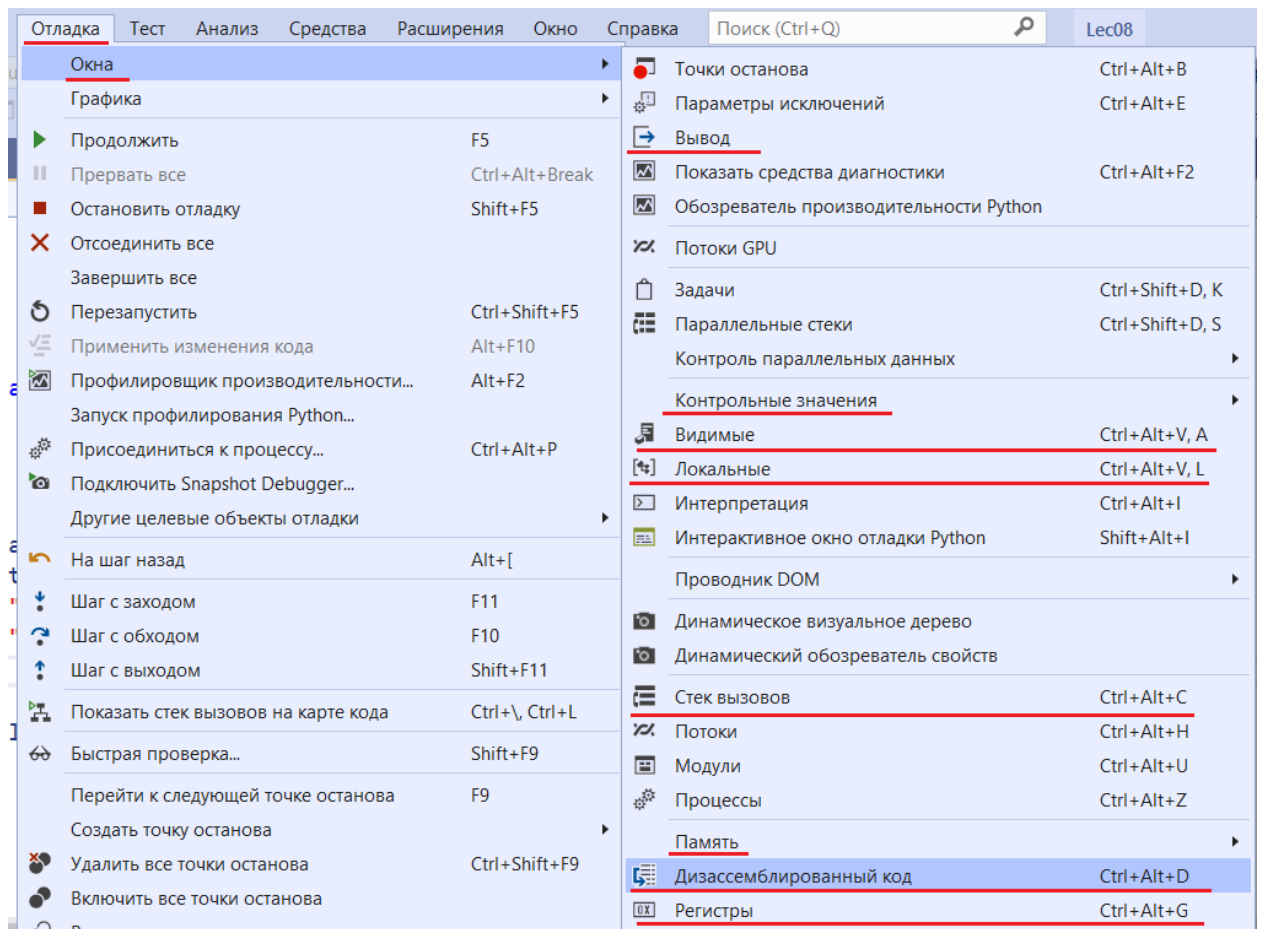 Отладка Тест Анализ Средства Расширения Окно Справка Поиск (Ctrl+Q) Lec08
Окна
Графика
Продолжить F5
Прервать все Ctrl+Alt+Break
Остановить отладку Shift+F5
Отсоединить все
Завершить все
Перезапустить Ctrl+Shift+F5
Применить изменения кода Alt+F10
Профилировщик производительности... Alt+F2
Запуск профилирования Python...
Присоединиться к процессу... Ctrl+Alt+P
Подключить Snapshot Debugger...
Другие целевые объекты отладки
На шаг назад Alt+[
Шаг с заходом F11
Шаг с обходом F10
Шаг с выходом Shift+F11
Показать стек вызовов на карте кода Ctrl+\, Ctrl+L
Быстрая проверка... Shift+F9
Перейти к следующей точке останова F9
Создать точку останова
Удалить все точки останова Ctrl+Shift+F9
Включить все точки останова
Точки останова Ctrl+Alt+B
Параметры исключений Ctrl+Alt+E
Вывод
Показать средства диагностики Ctrl+Alt+F2
Обозреватель производительности Python
Потоки GPU
Задачи Ctrl+Shift+D, K
Параллельные стеки Ctrl+Shift+D, S
Контроль параллельных данных
Контрольные значения
Видимые Ctrl+Alt+V, A
Локальные Ctrl+Alt+V, L
Интерпретация Ctrl+Alt+I
Интерактивное окно отладки Python Shift+Alt+I
Проводник DOM
Динамическое визуальное дерево
Динамический обозреватель свойств
Стек вызовов Ctrl+Alt+C
Потоки Ctrl+Alt+H
Модули Ctrl+Alt+U
Процессы Ctrl+Alt+Z
Память
Дизассемблированный код Ctrl+Alt+D
Регистры Ctrl+Alt+G